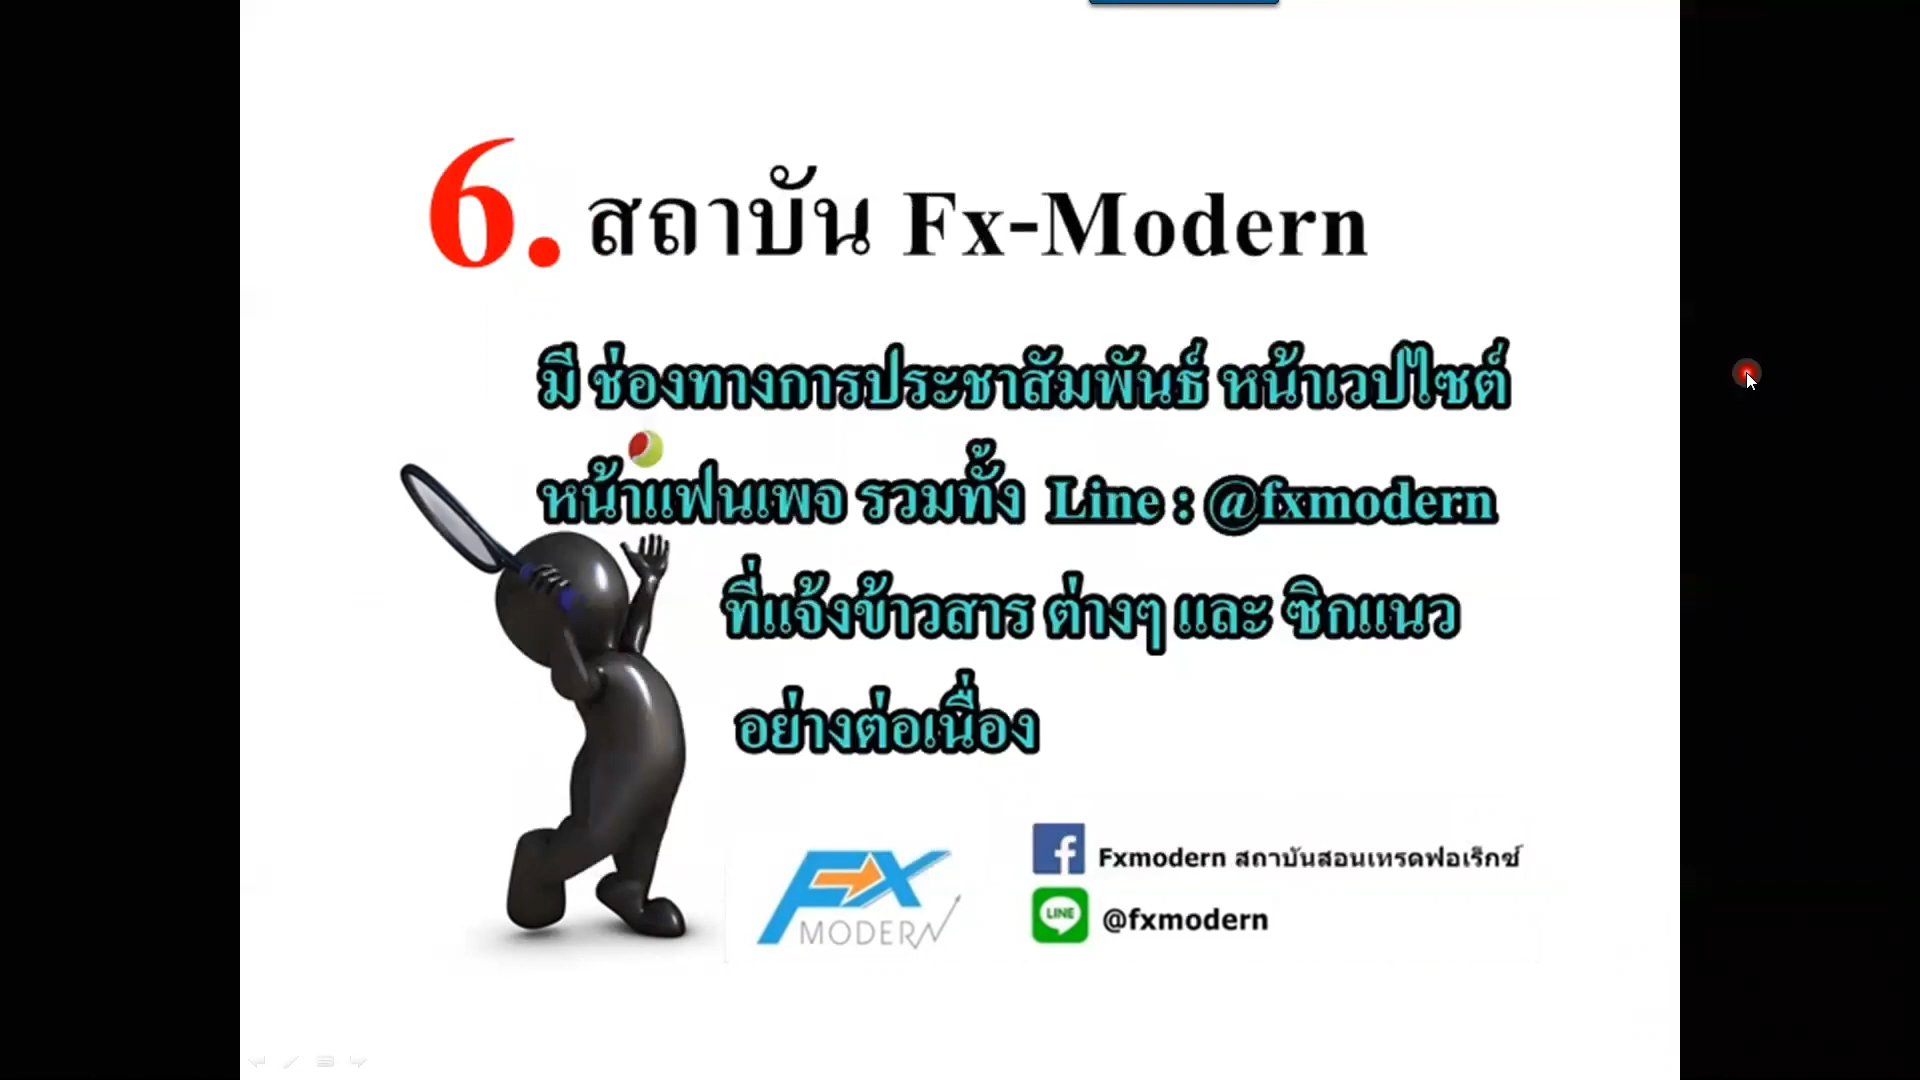 6. สถาบัน Fx-Modern
มี ช่องทางการประชาสัมพันธ์ หน้าเวปไซต์
หน้าแฟนเพจ รวมทั้ง Line : @fxmodern
ที่แจ้งข้าวสาร ต่างๆ และ ซิกแนว
อย่างต่อเนื่อง
FX MODERN
Fxmodern สถาบันสอนเทรดฟอเร็กซ์
LINE @fxmodern